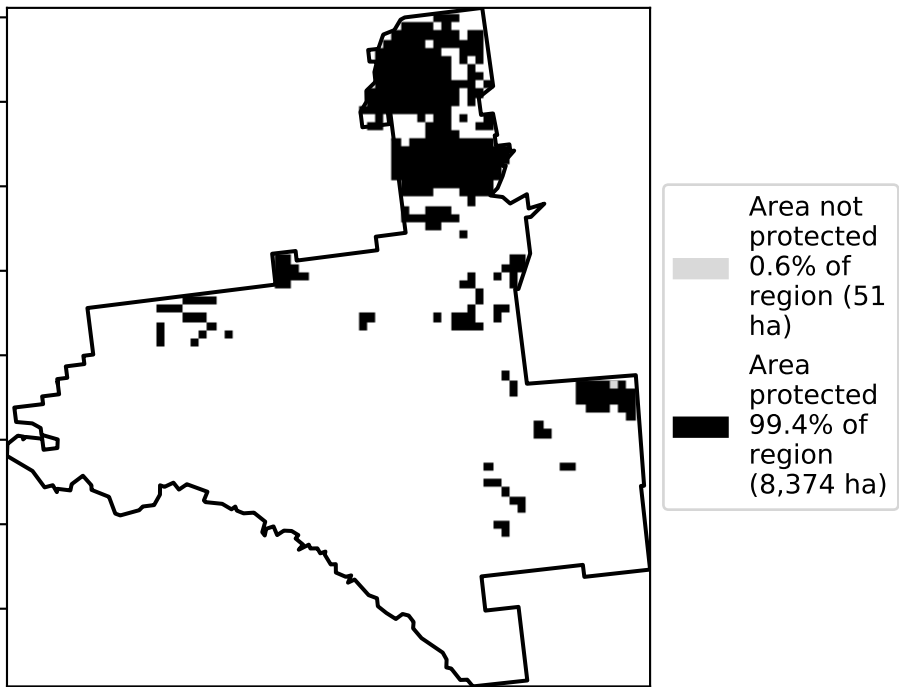 Area not
protected
0.6% of
region (51
ha)
Area
protected
99.4% of
region
(8,374 ha)